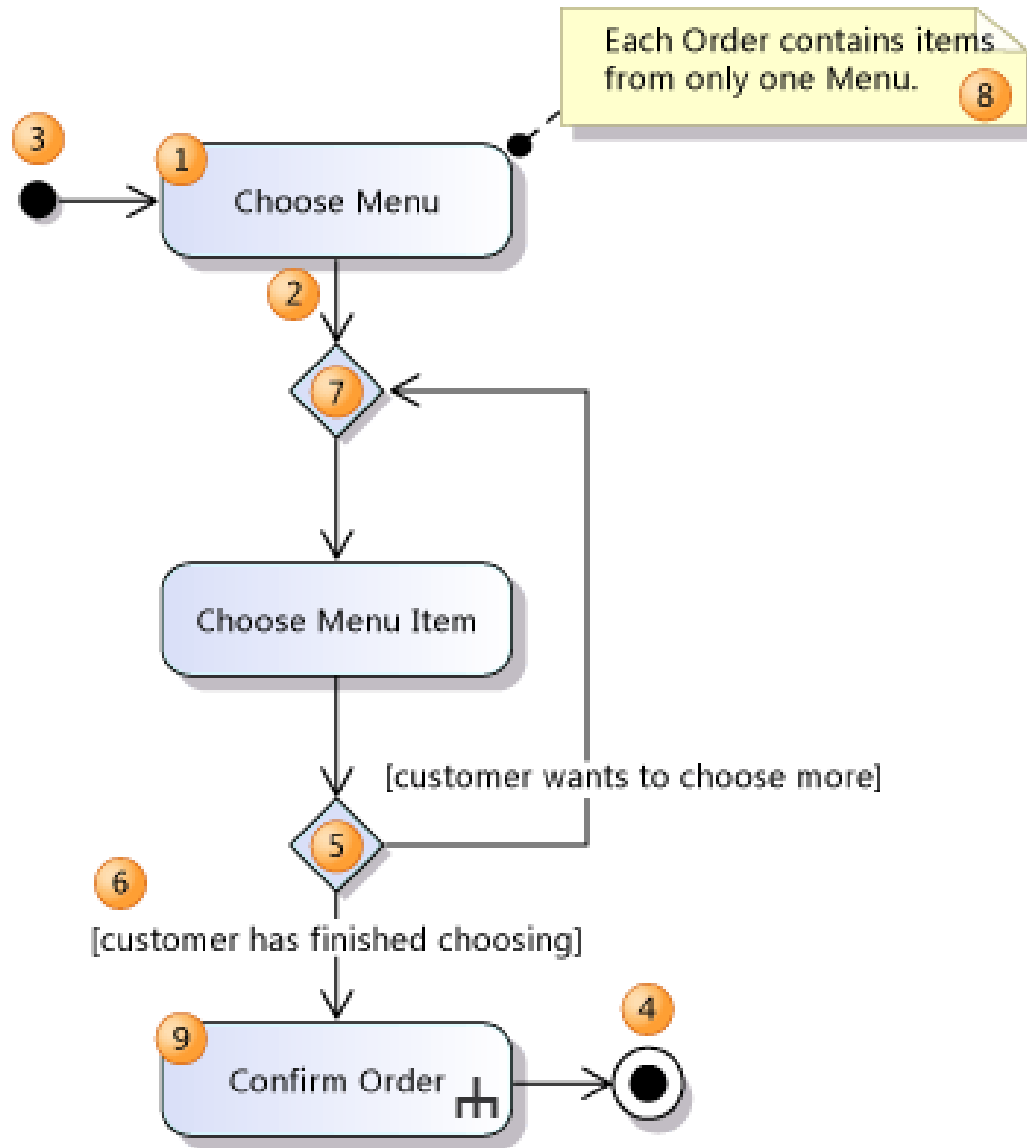 Each Order contains items
from only one Menu.
8
3
1
Choose Menu
2
7
Choose Menu Item
[customer wants to choose more]
5
6
[customer has finished choosing]
4
9
Confirm Order